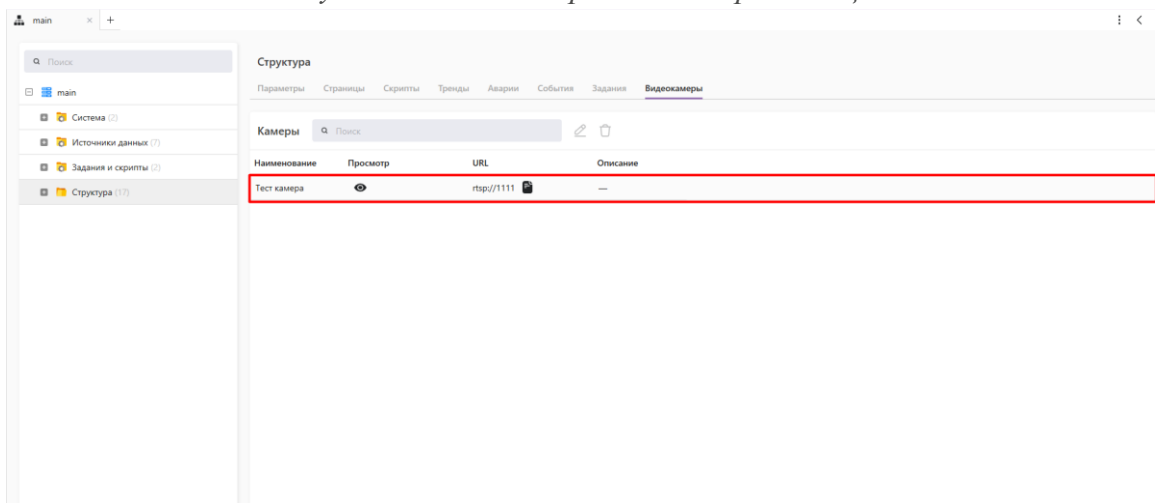 main × +
Поиск
main
Система (2)
Источники данных (7)
Задания и скрипты (2)
Структура (17)
Структура
Параметры Страницы Скрипты Тренды Аварии События Задания Видеокамеры
Камеры Поиск
Наименование Просмотр URL Описание
Тест камера rtsp://1111 —